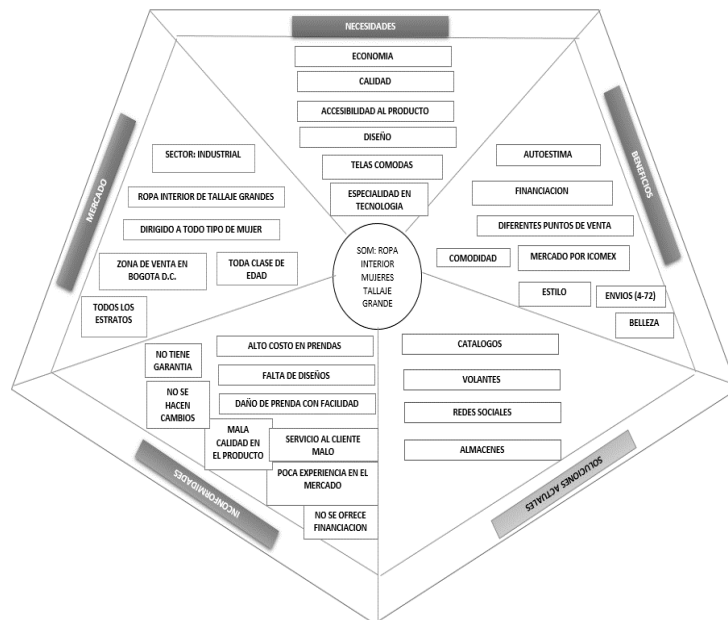 NECESIDADES
ECONOMIA
CALIDAD
ACCESIBILIDAD AL PRODUCTO
DISEÑO
TELAS COMODAS
ESPECIALIDAD EN
TECNOLOGIA
BENEFICIOS
AUTOESTIMA
FINANCIACION
DIFERENTES PUNTOS DE VENTA
COMODIDAD
MERCADO POR ICOMEX
ESTILO
ENVIOS (4-72)
BELLEZA
MERCADO
SECTOR: INDUSTRIAL
ROPA INTERIOR DE TALLAJE GRANDES
DIRIGIDO A TODO TIPO DE MUJER
ZONA DE VENTA EN
BOGOTA D.C.
TODA CLASE DE
EDAD
TODOS LOS
ESTRATOS
SOM: ROPA
INTERIOR
MUJERES
TALLAJE
GRANDE
ALTO COSTO EN PRENDAS
NO TIENE
GARANTIA
FALTA DE DISEÑOS
NO SE
HACEN
CAMBIOS
DAÑO DE PRENDA CON FACILIDAD
MALA
CALIDAD EN
EL PRODUCTO
SERVICIO AL CLIENTE
MALO
POCA EXPERIENCIA EN EL
MERCADO
NO SE OFRECE
FINANCIACION
INCONFORMIDADES
CATALOGOS
VOLANTES
REDES SOCIALES
ALMACENES
SOLUCIONES ACTUALES